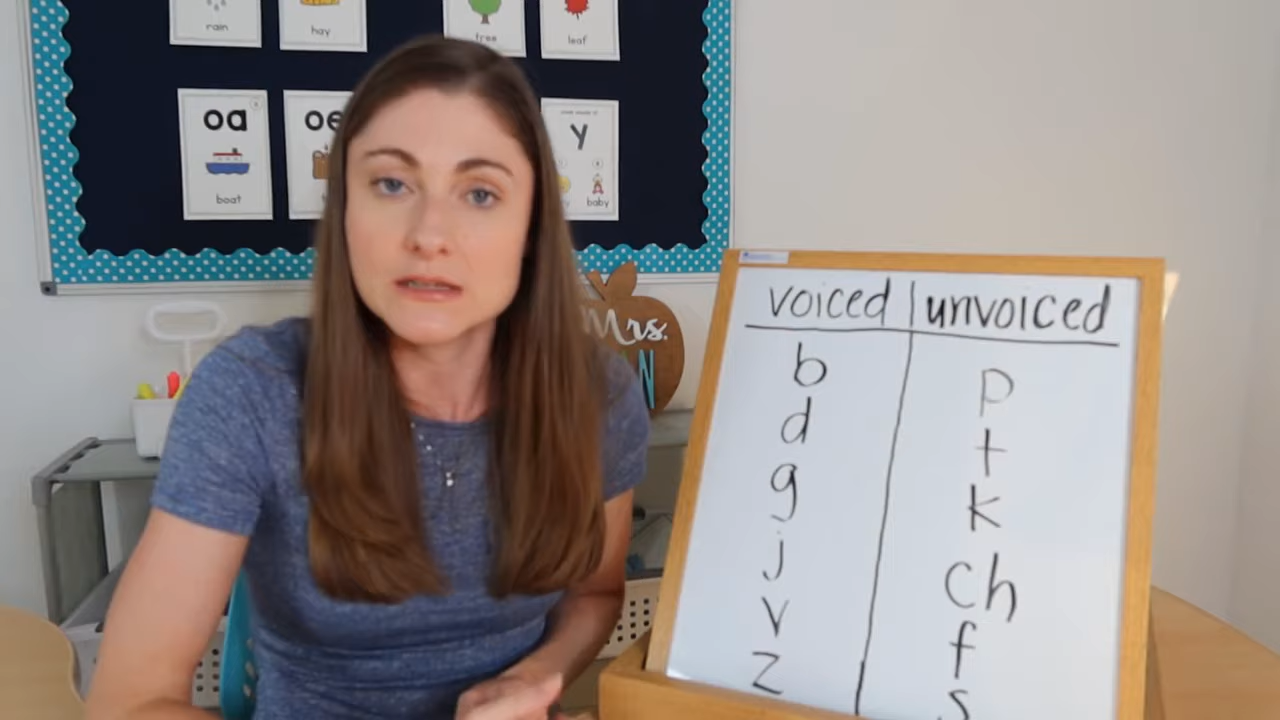 rain
hay
tree
leaf
oa
boat
oe
y
baby
Mrs.
N
voiced | unvoiced
b p
d t
g k
j ch
v f
z s